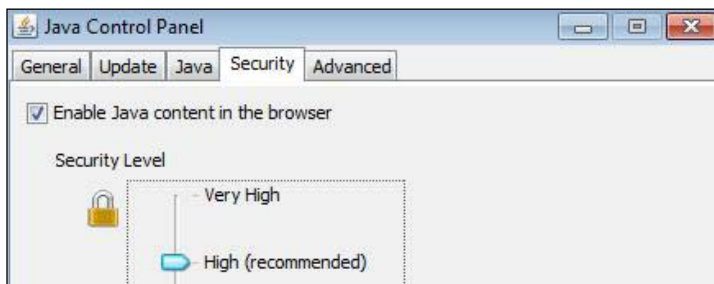 Java Control Panel
General Update Java Security Advanced
Enable Java content in the browser
Security Level
Very High
High (recommended)